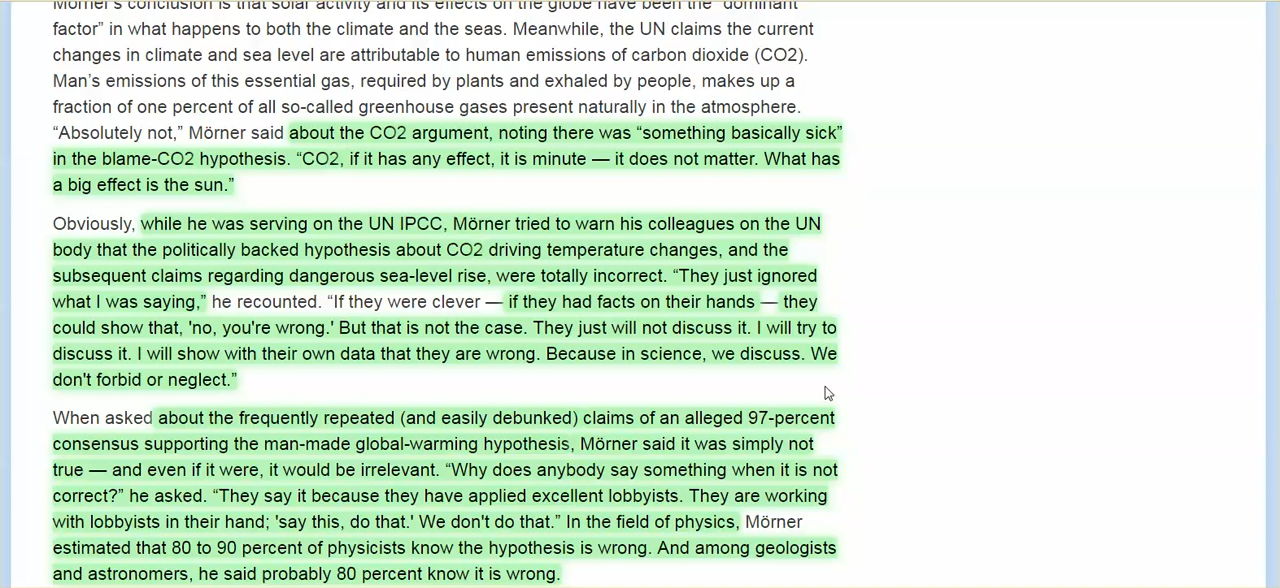 Mörner's conclusion is that solar activity and its effects on the globe have been the "dominant
factor" in what happens to both the climate and the seas. Meanwhile, the UN claims the current
changes in climate and sea level are attributable to human emissions of carbon dioxide (CO2).
Man's emissions of this essential gas, required by plants and exhaled by people, makes up a
fraction of one percent of all so-called greenhouse gases present naturally in the atmosphere.
“Absolutely not,” Mörner said about the CO2 argument, noting there was “something basically sick”
in the blame-CO2 hypothesis. “CO2, if it has any effect, it is minute — it does not matter. What has
a big effect is the sun.”
Obviously, while he was serving on the UN IPCC, Mörner tried to warn his colleagues on the UN
body that the politically backed hypothesis about CO2 driving temperature changes, and the
subsequent claims regarding dangerous sea-level rise, were totally incorrect. “They just ignored
what I was saying,” he recounted. “If they were clever — if they had facts on their hands — they
could show that, 'no, you're wrong.' But that is not the case. They just will not discuss it. I will try to
discuss it. I will show with their own data that they are wrong. Because in science, we discuss. We
don't forbid or neglect.”
When asked about the frequently repeated (and easily debunked) claims of an alleged 97-percent
consensus supporting the man-made global-warming hypothesis, Mörner said it was simply not
true — and even if it were, it would be irrelevant. “Why does anybody say something when it is not
correct?” he asked. “They say it because they have applied excellent lobbyists. They are working
with lobbyists in their hand; 'say this, do that.' We don't do that.” In the field of physics, Mörner
estimated that 80 to 90 percent of physicists know the hypothesis is wrong. And among geologists
and astronomers, he said probably 80 percent know it is wrong.